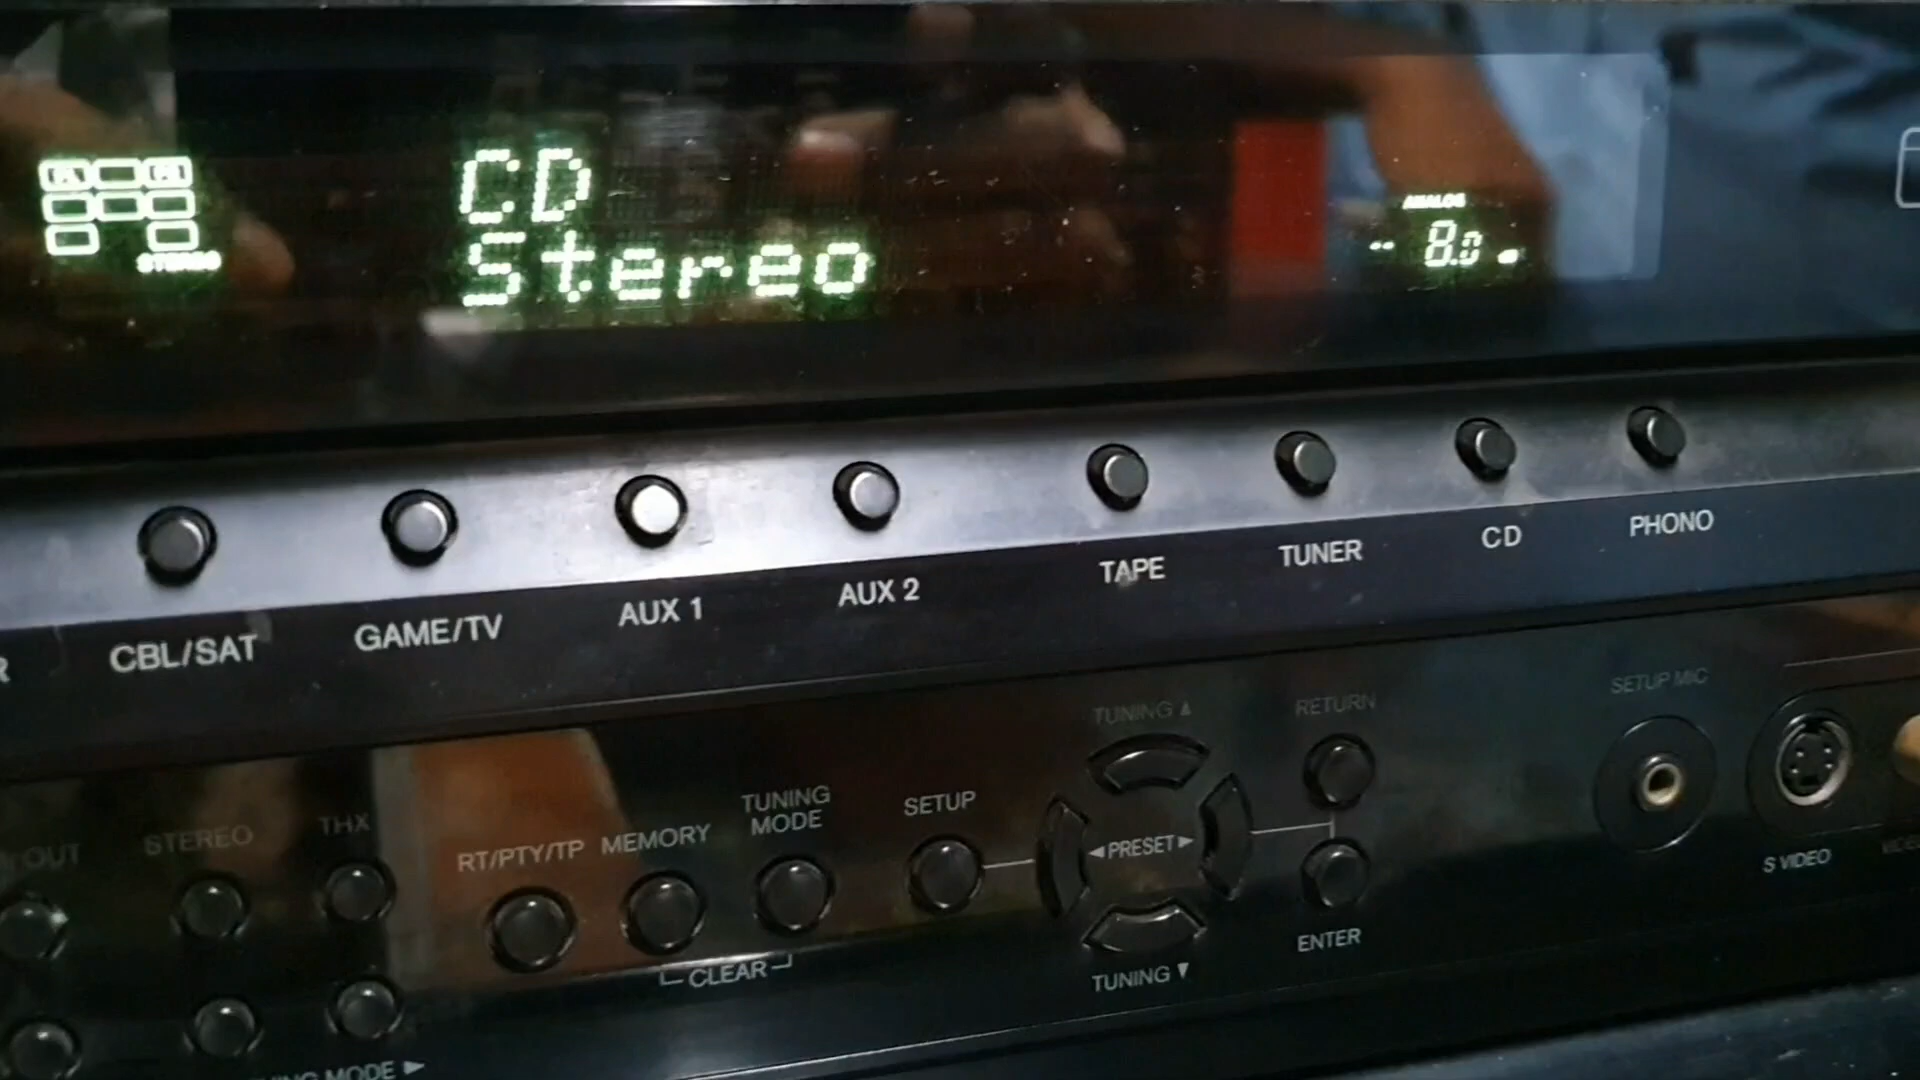 STEREO
CD
Stereo
ANALOG
-- 8.0
CBL/SAT
GAME/TV
AUX 1
AUX 2
TAPE
TUNER
CD
PHONO
OUT
STEREO
THX
RT/PTY/TP
MEMORY
TUNING
MODE
SETUP
TUNING ▲
◄PRESET►
TUNING ▼
RETURN
ENTER
CLEAR
SETUP MIC
S VIDEO
MODE ►